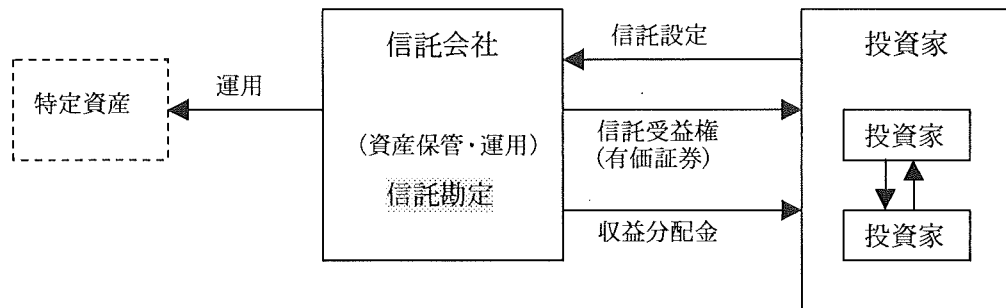 特定資産
運用
信託会社
(資産保管・運用)
信託勘定
信託設定
信託受益権
(有価証券)
収益分配金
投資家
投資家
投資家